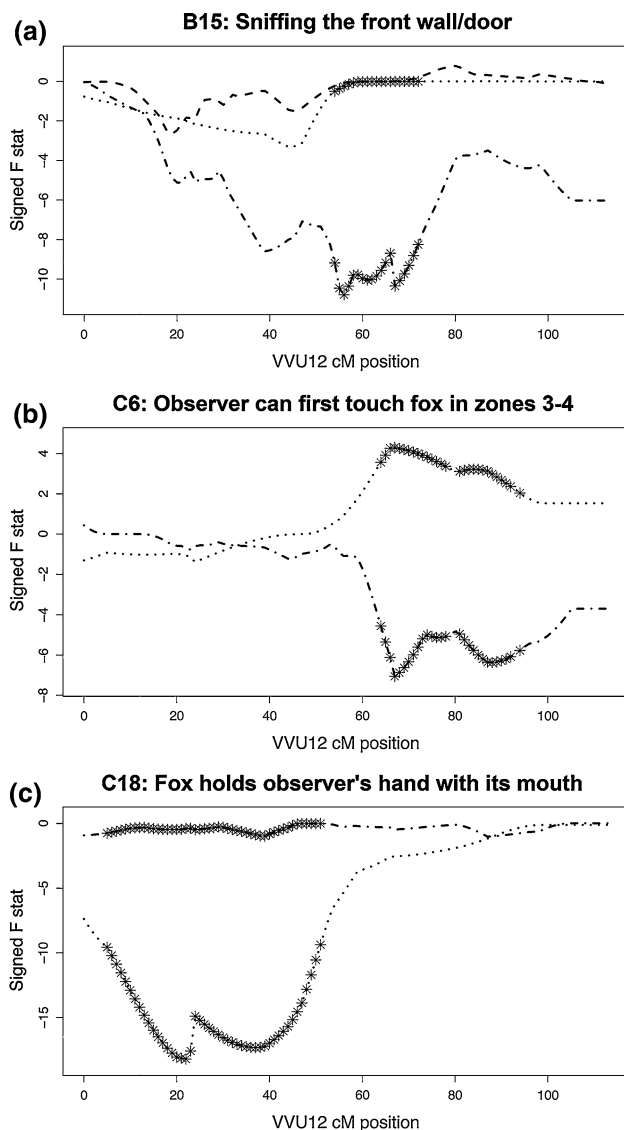 (a)
B15: Sniffing the front wall/door
Signed F stat
0
−2
−4
−6
−8
−10
0 20 40 60 80 100
VVU12 cM position
(b)
C6: Observer can first touch fox in zones 3-4
Signed F stat
4
2
0
−2
−4
−6
−8
0 20 40 60 80 100
VVU12 cM position
(c)
C18: Fox holds observer's hand with its mouth
Signed F stat
0
−5
−10
−15
0 20 40 60 80 100
VVU12 cM position